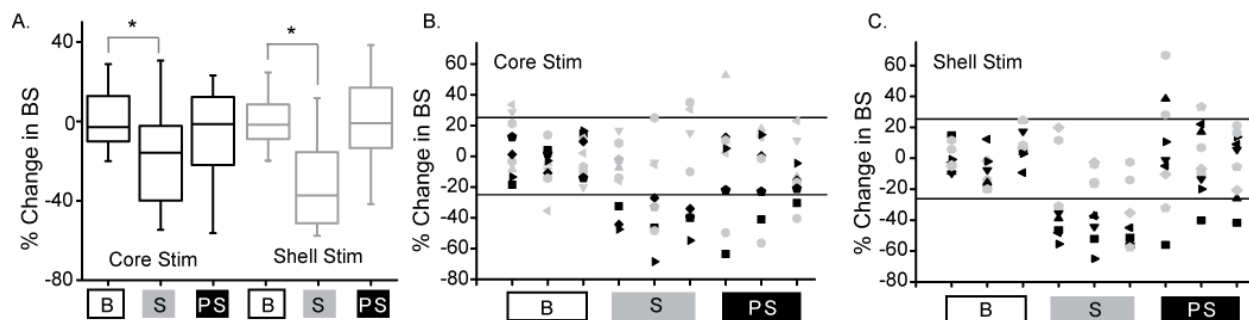 A.
% Change in BS
40
0
-40
-80
*
*
Core Stim
Shell Stim
B
S
PS
B
S
PS
B.
% Change in BS
60
40
20
0
-20
-40
-60
-80
Core Stim
B
S
PS
C.
% Change in BS
60
40
20
0
-20
-40
-60
-80
Shell Stim
B
S
PS